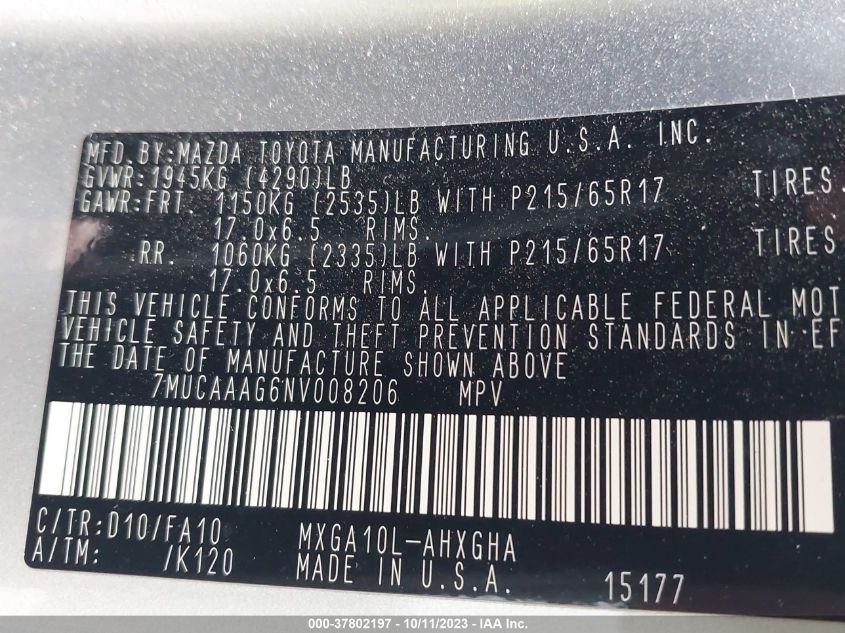 MFD. BY: MAZDA TOYOTA MANUFACTURING U.S.A. INC.
GVWR: 1945KG (4290)LB
GAWR: FRT. 1150KG (2535)LB WITH P215/65R17 TIRES.
17.0x6.5 RIMS.
RR. 1060KG (2335)LB WITH P215/65R17 TIRES
17.0x6.5 RIMS.
THIS VEHICLE CONFORMS TO ALL APPLICABLE FEDERAL MOT
VEHICLE SAFETY AND THEFT PREVENTION STANDARDS IN EF
THE DATE OF MANUFACTURE SHOWN ABOVE
7MUCAAAG6NV008206 MPV
C/TR: D10/FA10 MXGA10L-AHXGHA
A/TM: /K120 MADE IN U.S.A. 15177
000-37802197 - 10/11/2023 - IAA Inc.